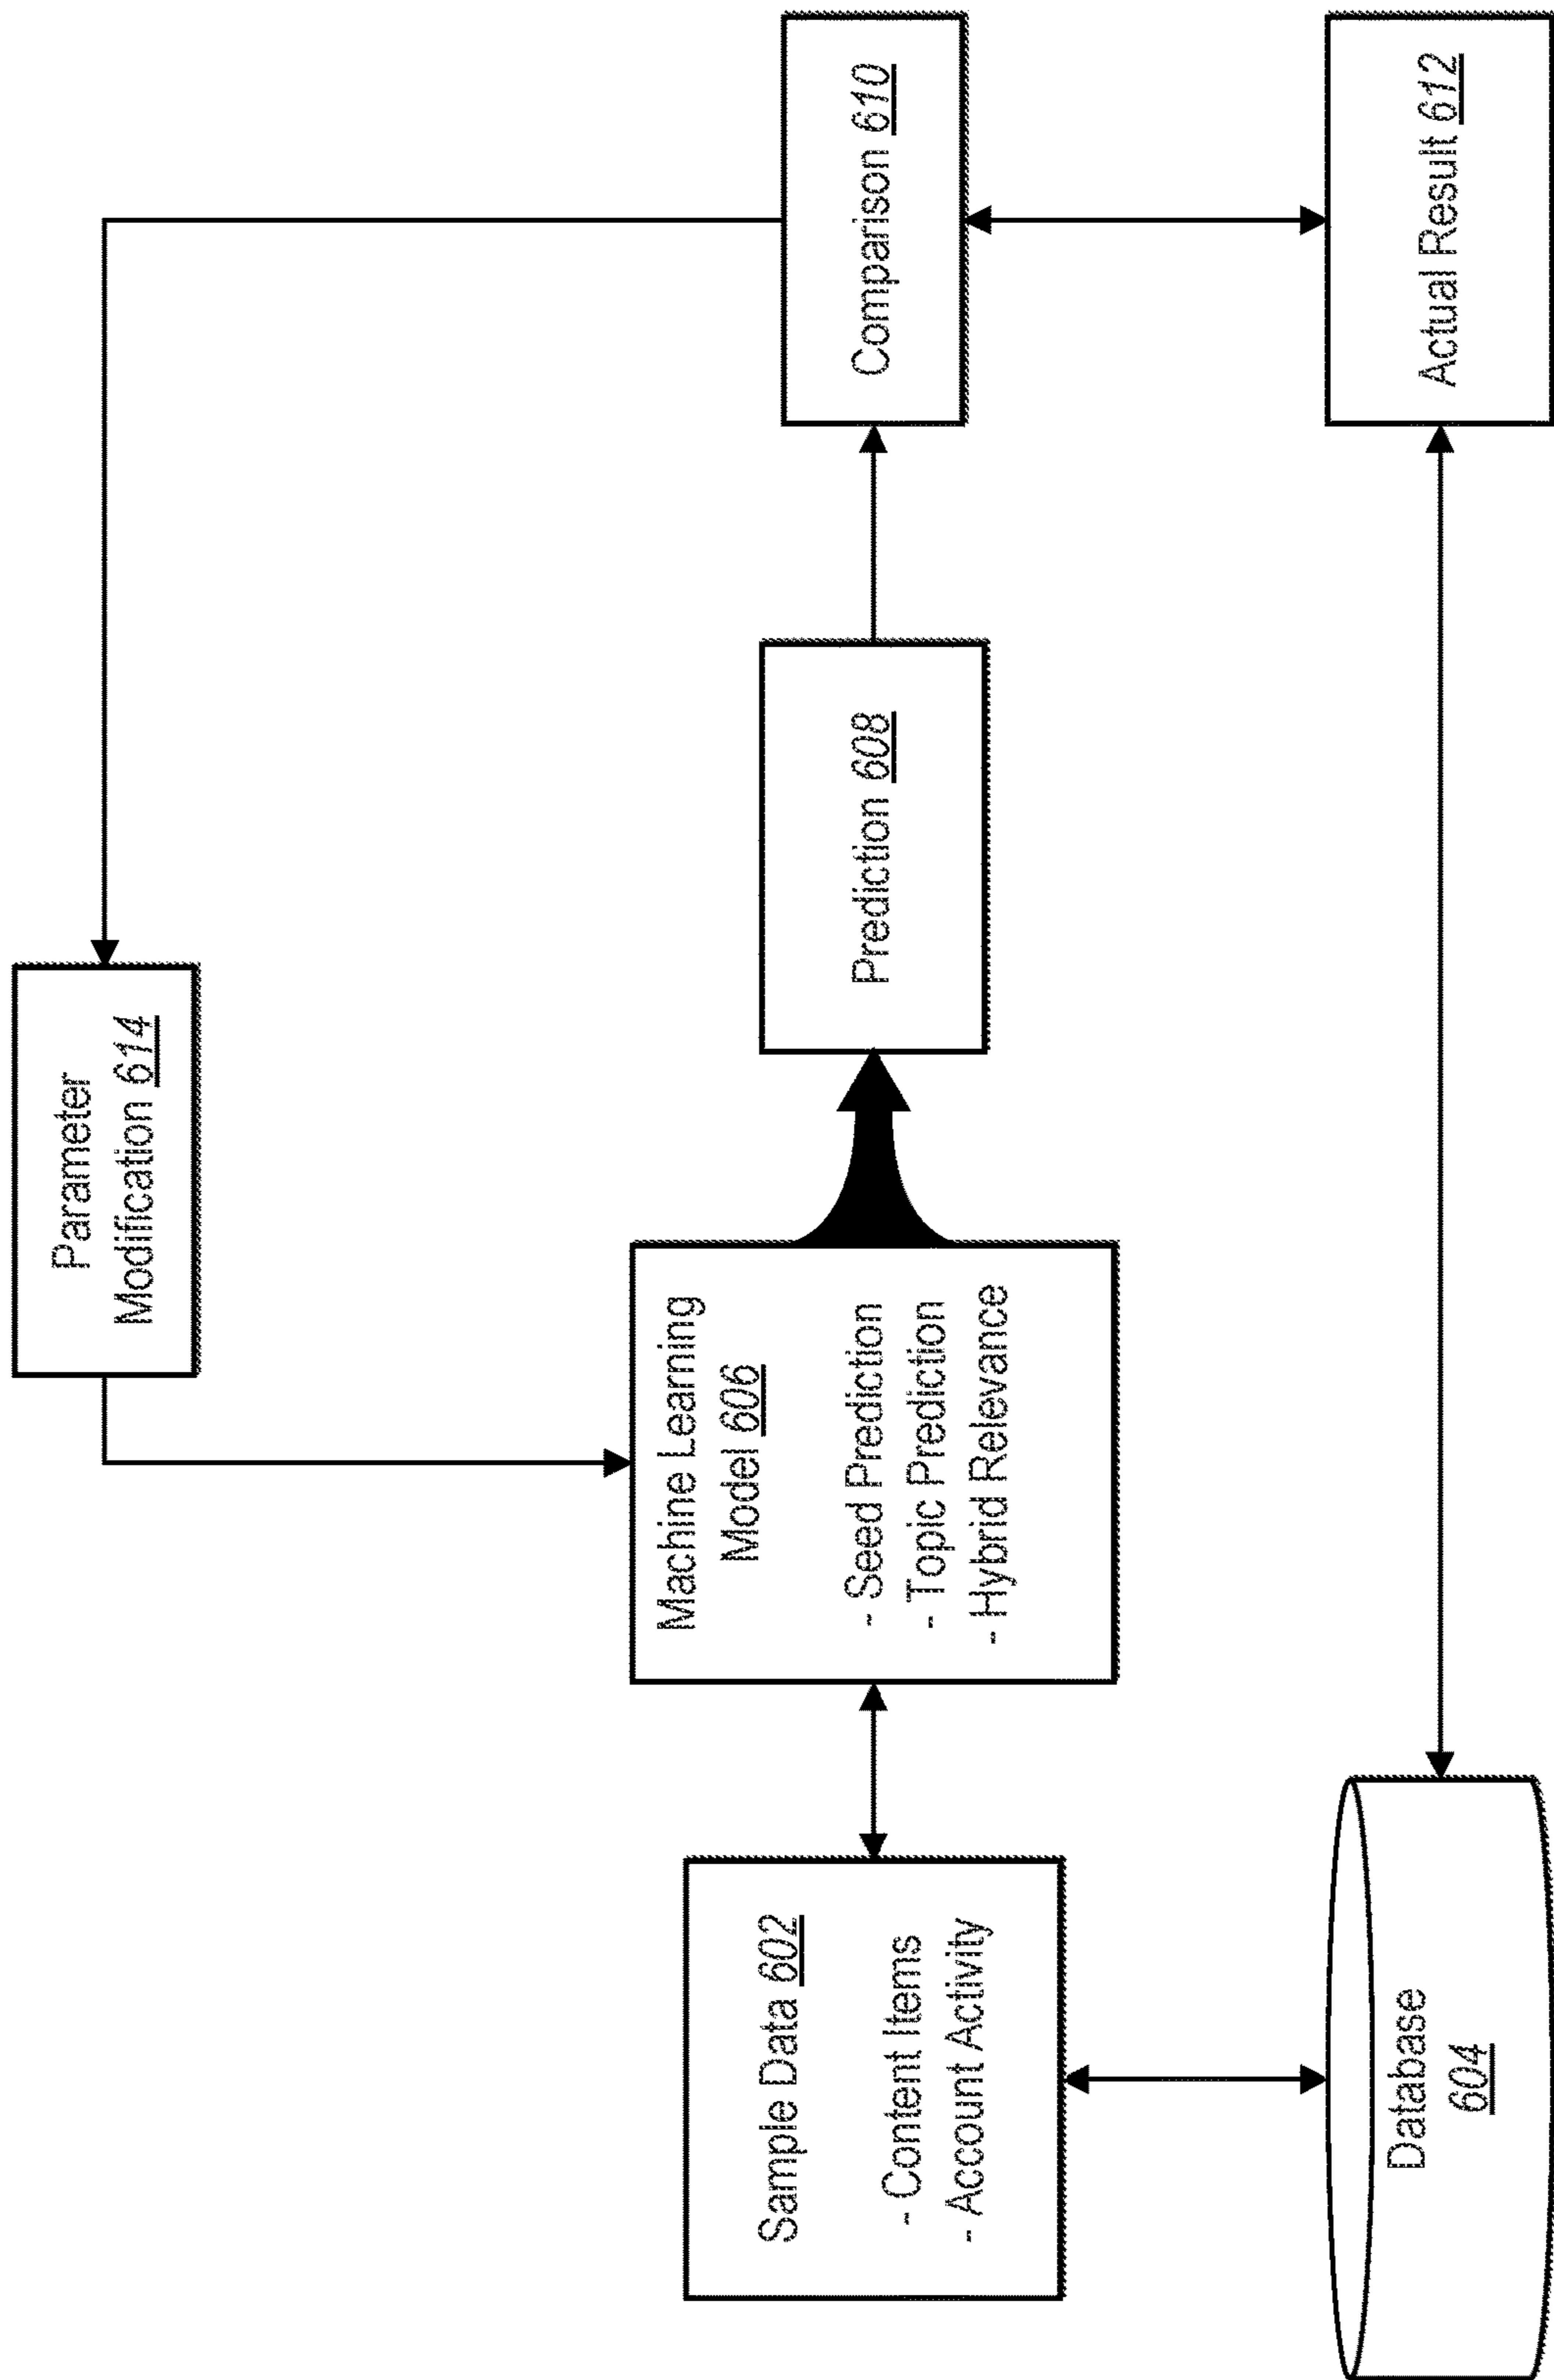 Parameter
Modification 614
Machine Learning
Model 606
- Seed Prediction
- Topic Prediction
- Hybrid Relevance
Sample Data 602
- Content Items
- Account Activity
Prediction 608
Comparison 610
Database
604
Actual Result 612